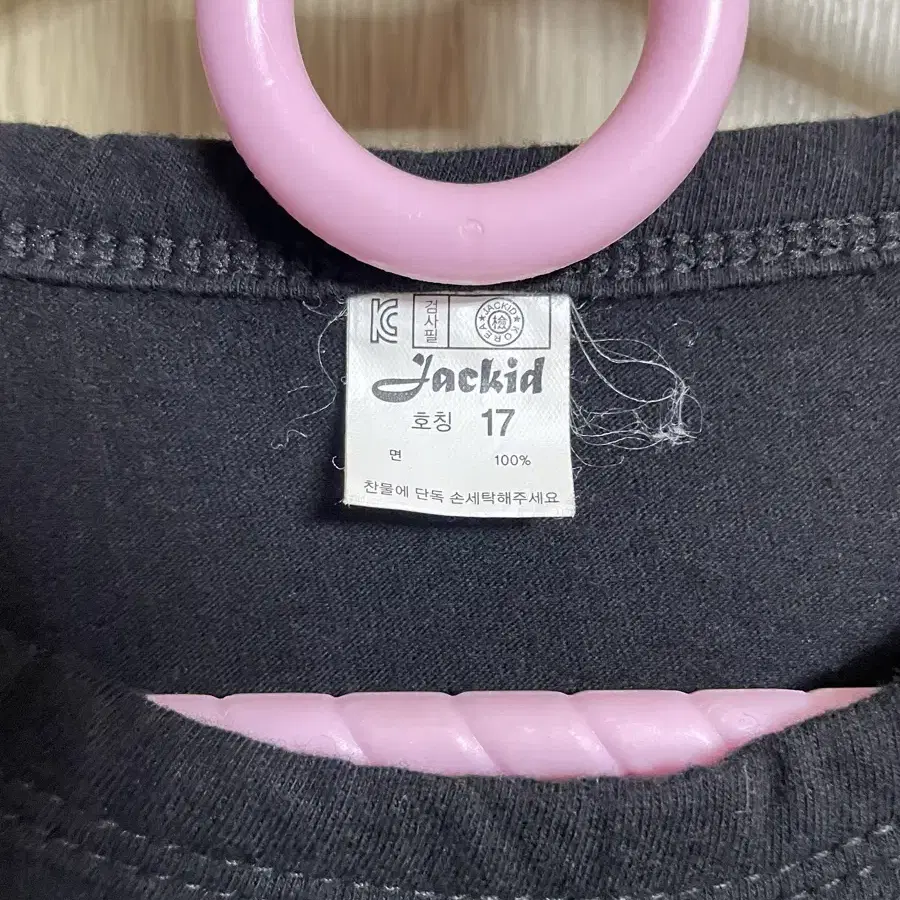 KC 검사필 JACKID ★ KOREA ★ 檢
Jackid
호칭 17
면 100%
찬물에 단독 손세탁해주세요